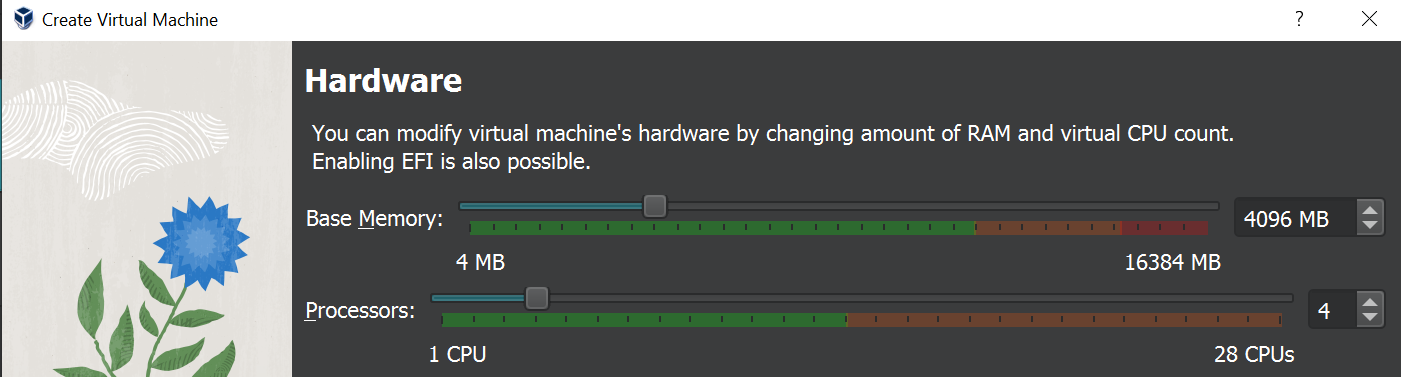 Create Virtual Machine ?
Hardware
You can modify virtual machine's hardware by changing amount of RAM and virtual CPU count.
Enabling EFI is also possible.
Base Memory: 4096 MB
4 MB 16384 MB
Processors: 4
1 CPU 28 CPUs